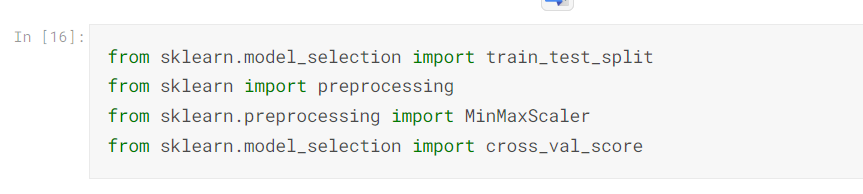 In [16]:
from sklearn.model_selection import train_test_split
from sklearn import preprocessing
from sklearn.preprocessing import MinMaxScaler
from sklearn.model_selection import cross_val_score